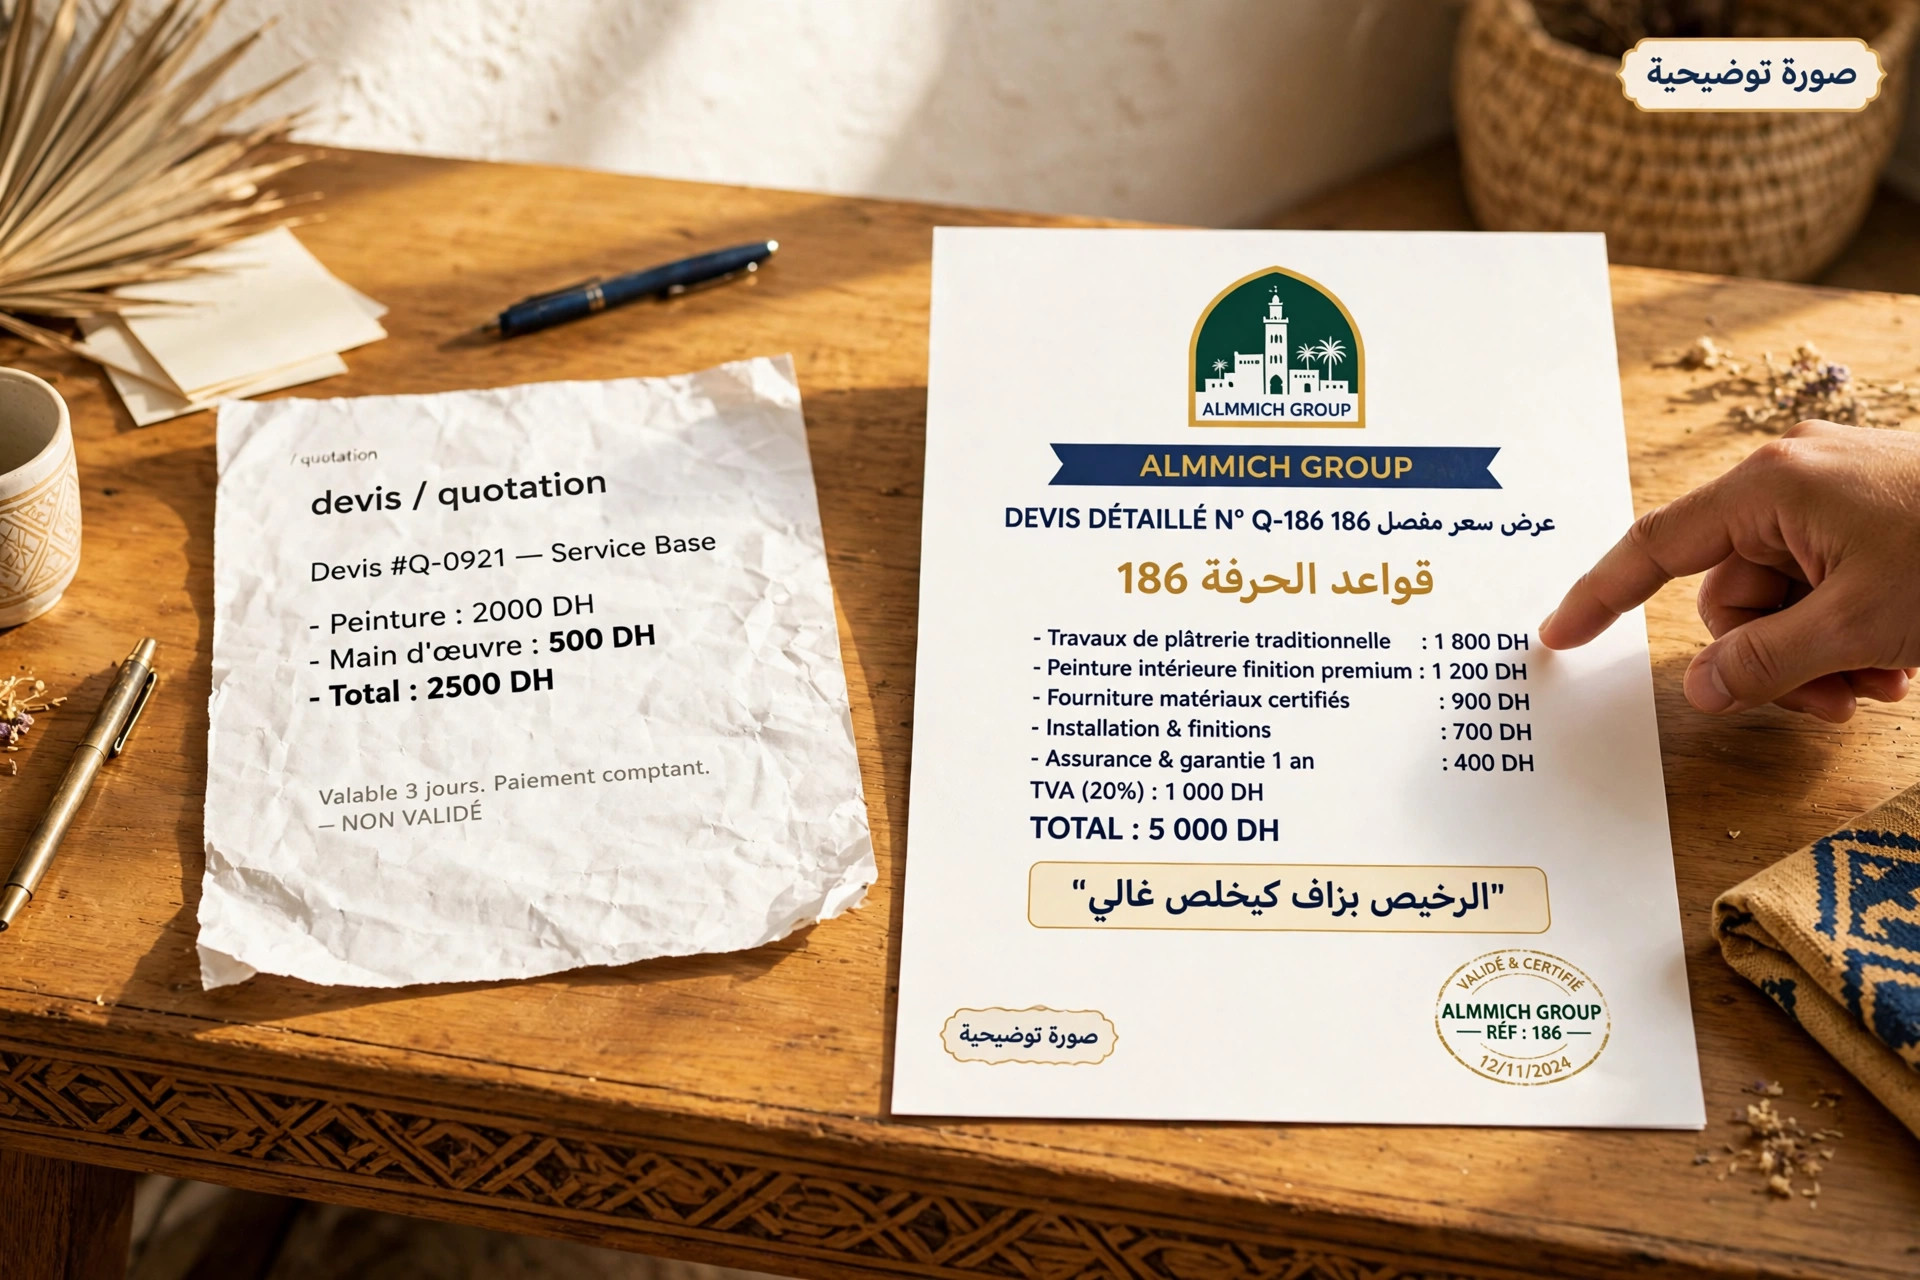 صورة توضيحية
/ quotation
devis / quotation
Devis #Q-0921 — Service Base
- Peinture : 2000 DH
- Main d'œuvre : 500 DH
- Total : 2500 DH
Valable 3 jours. Paiement comptant.
— NON VALIDÉ
ALMMICH GROUP
ALMMICH GROUP
DEVIS DÉTAILLÉ N° Q-186 186 عرض سعر مفصل
قواعد الحرفة 186
- Travaux de plâtrerie traditionnelle : 1 800 DH
- Peinture intérieure finition premium : 1 200 DH
- Fourniture matériaux certifiés : 900 DH
- Installation & finitions : 700 DH
- Assurance & garantie 1 an : 400 DH
TVA (20%) : 1 000 DH
TOTAL : 5 000 DH
"الرخيص بزاف كيخلص غالي"
صورة توضيحية
VALIDÉ & CERTIFIÉ
ALMMICH GROUP
— RÉF : 186 —
12/11/2024